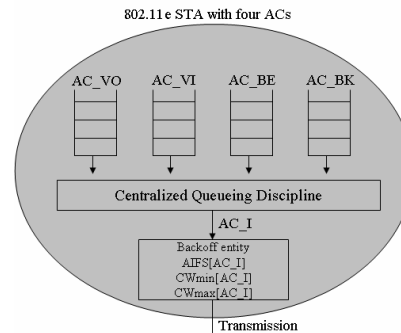 802.11e STA with four ACs
AC_VO AC_VI AC_BE AC_BK
Centralized Queueing Discipline
AC_I
Backoff entity
AIFS[AC_I]
CWmin[AC_I]
CWmax[AC_I]
Transmission